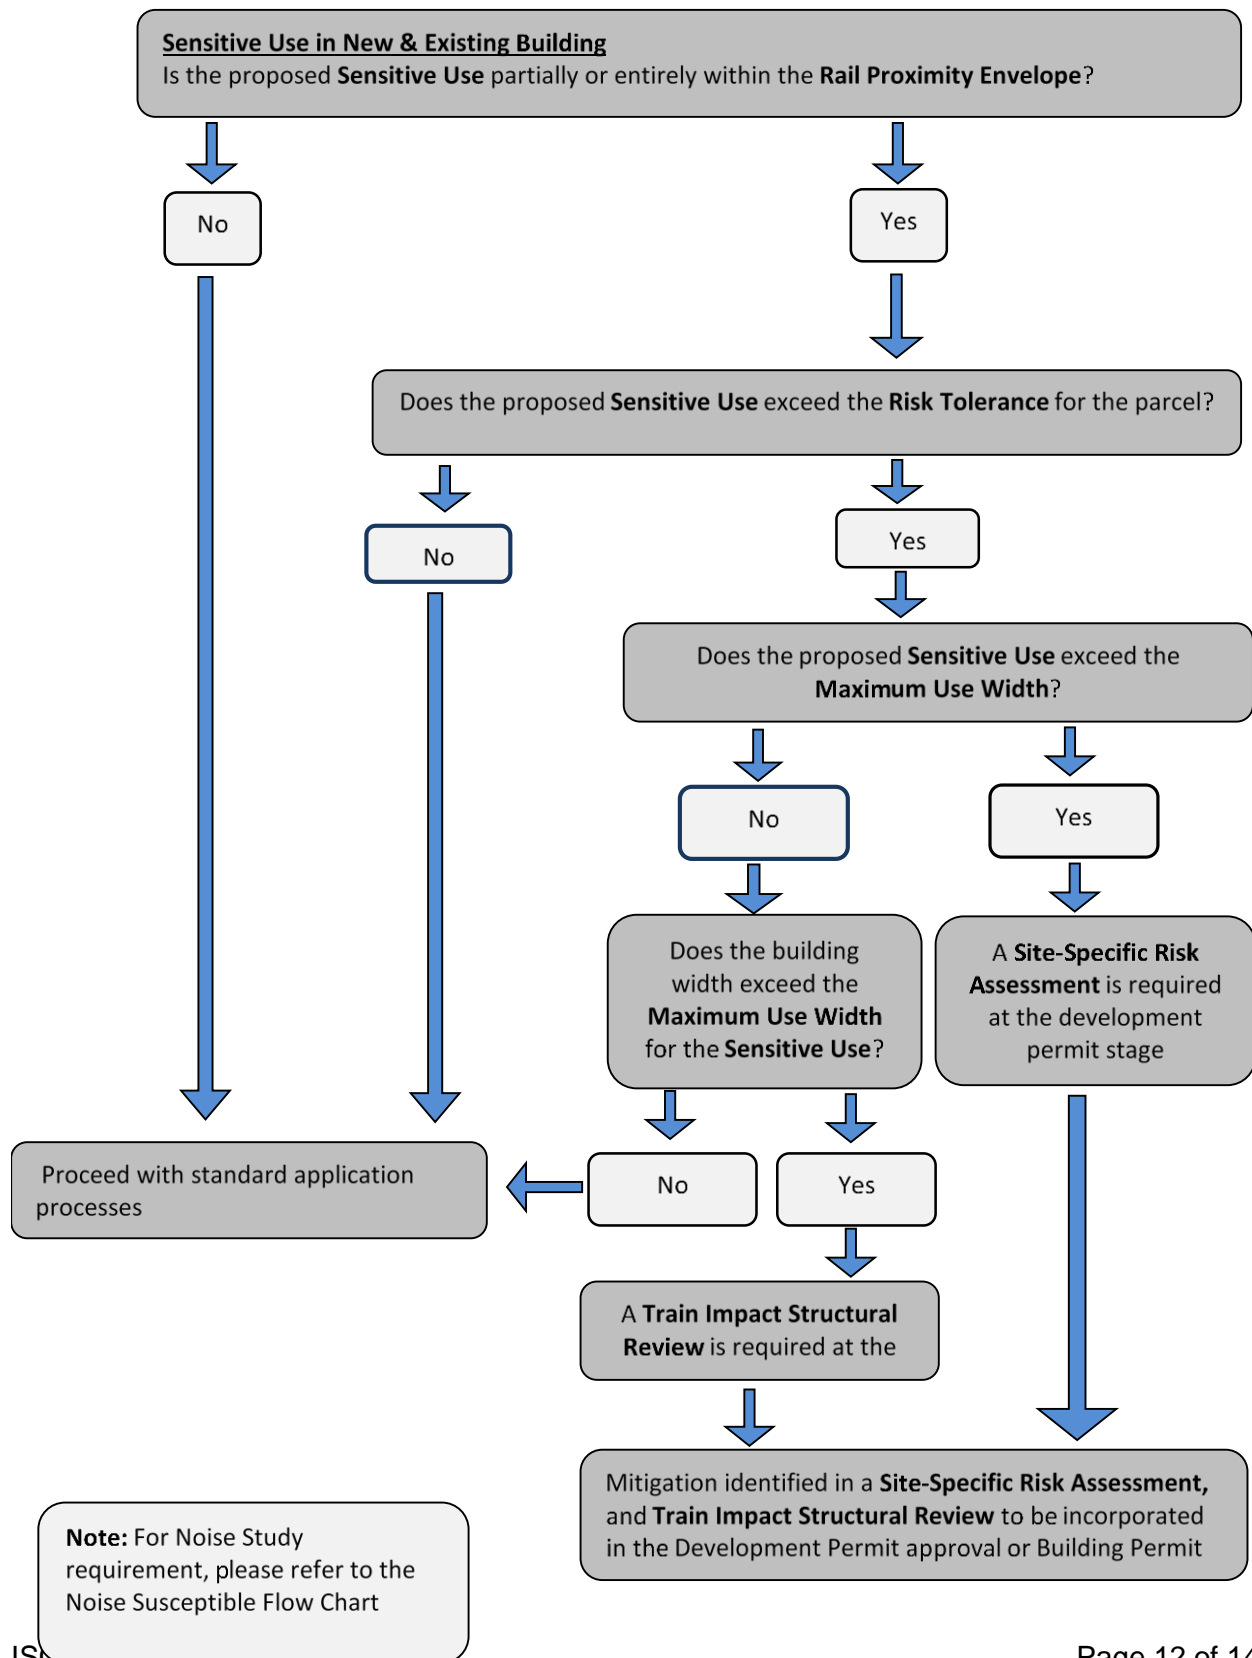 Sensitive Use in New & Existing Building
Is the proposed Sensitive Use partially or entirely within the Rail Proximity Envelope?
No
Yes
Does the proposed Sensitive Use exceed the Risk Tolerance for the parcel?
No
Yes
Does the proposed Sensitive Use exceed the
Maximum Use Width?
No
Yes
Does the building
width exceed the
Maximum Use Width
for the Sensitive Use?
A Site-Specific Risk
Assessment is required
at the development
permit stage
No
Yes
Proceed with standard application
processes
A Train Impact Structural
Review is required at the
Mitigation identified in a Site-Specific Risk Assessment,
and Train Impact Structural Review to be incorporated
in the Development Permit approval or Building Permit
Note: For Noise Study
requirement, please refer to the
Noise Susceptible Flow Chart
Page 12 of 14